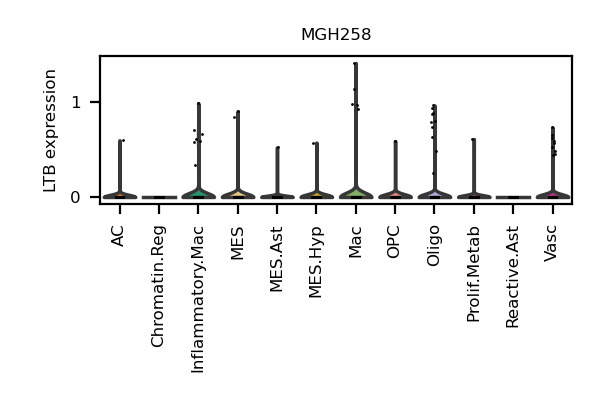 MGH258
LTB expression
1
0
AC
Chromatin.Reg
Inflammatory.Mac
MES
MES.Ast
MES.Hyp
Mac
OPC
Oligo
Prolif.Metab
Reactive.Ast
Vasc